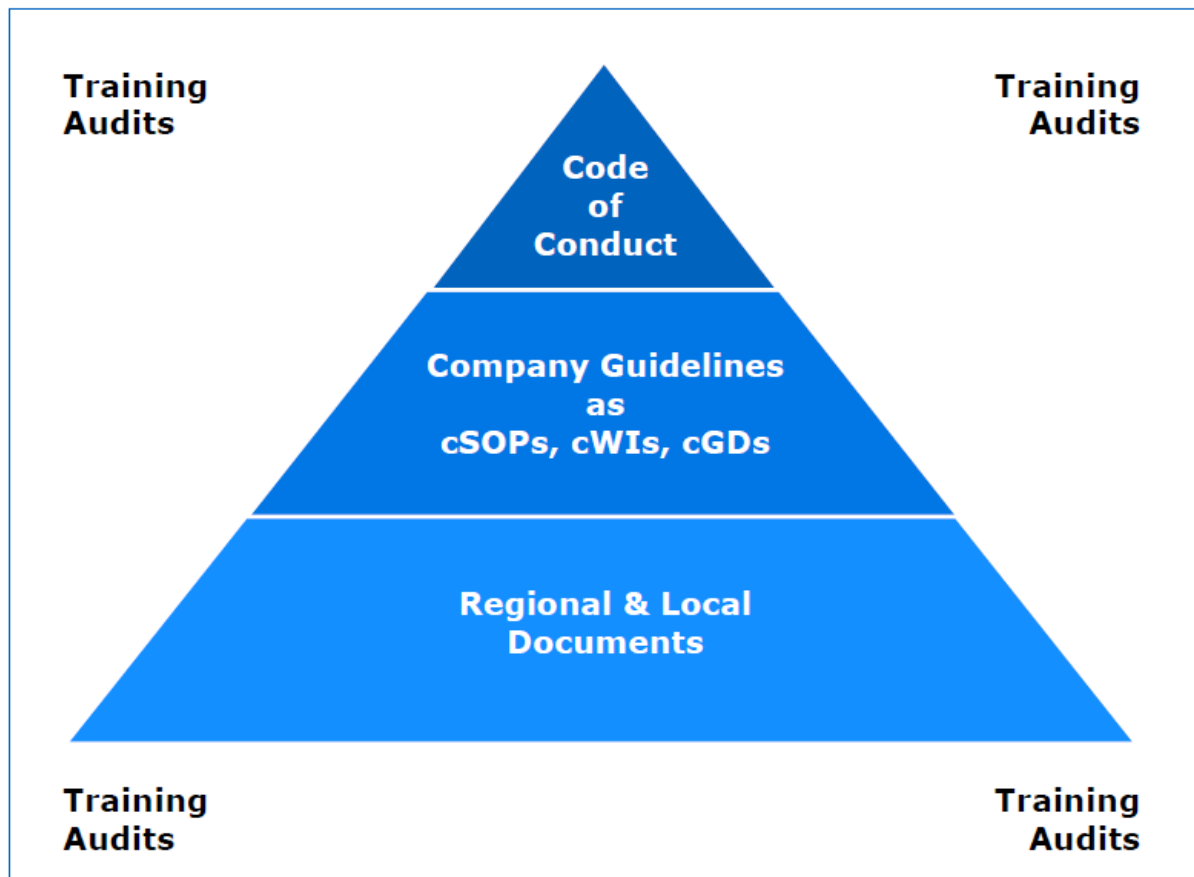 Training
Audits
Training
Audits
Code
of
Conduct
Company Guidelines
as
cSOPs, cWIs, cGDs
Regional & Local
Documents
Training
Audits
Training
Audits